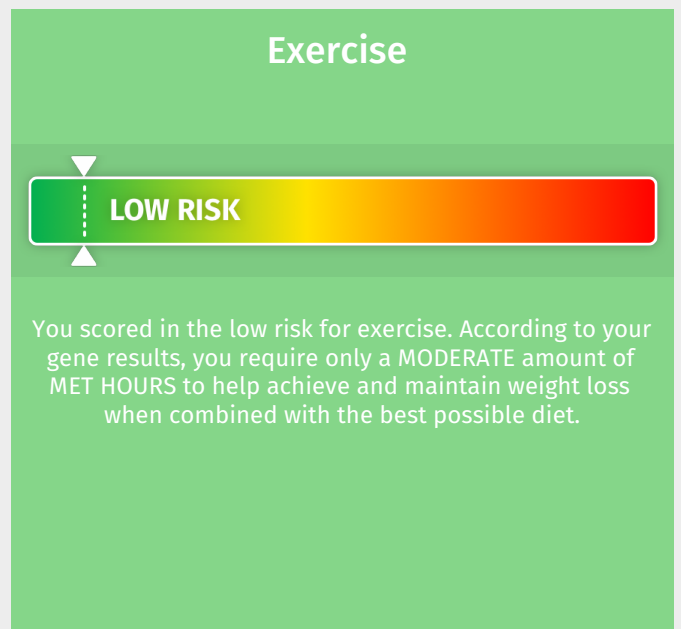 Exercise
LOW RISK
You scored in the low risk for exercise. According to your
gene results, you require only a MODERATE amount of
MET HOURS to help achieve and maintain weight loss
when combined with the best possible diet.